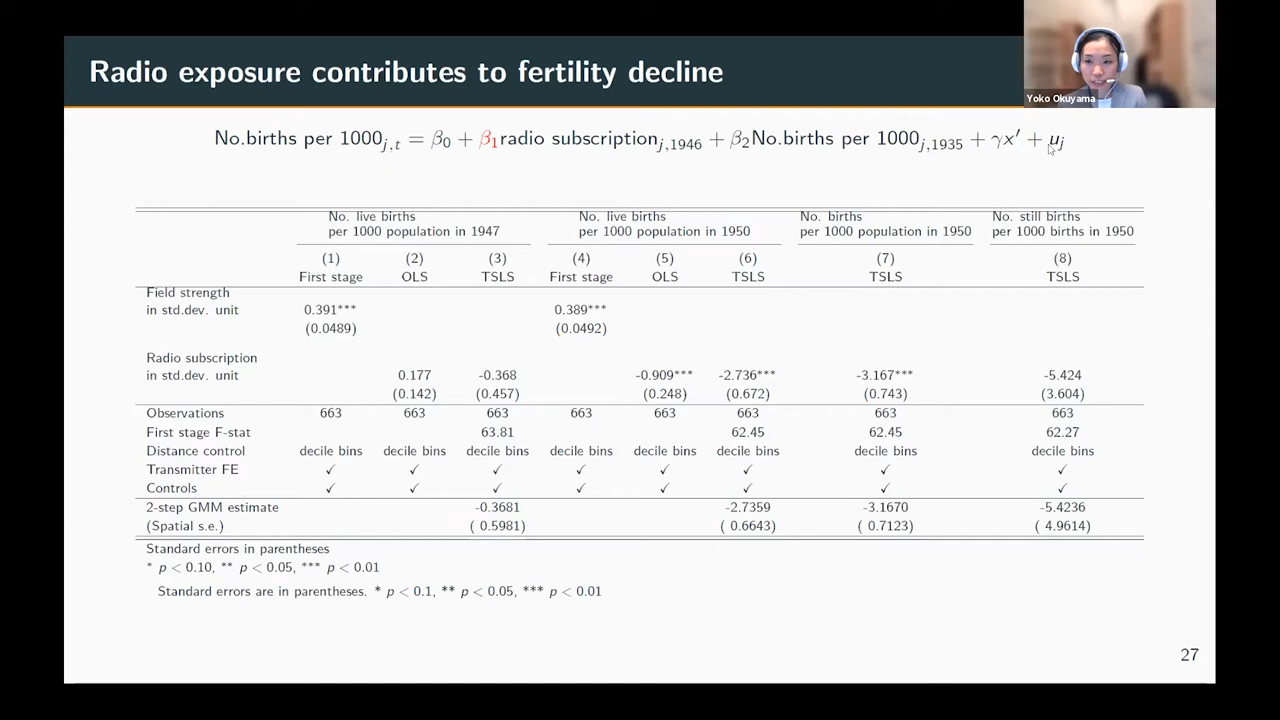 Radio exposure contributes to fertility decline
Yoko Okuyama
No.births per 1000j,t = β0 + β1radio subscriptionj,1946 + β2No.births per 1000j,1935 + γx′ + uj
No. live births No. live births No. births No. still births
per 1000 population in 1947 per 1000 population in 1950 per 1000 population in 1950 per 1000 births in 1950
(1) (2) (3) (4) (5) (6) (7) (8)
First stage OLS TSLS First stage OLS TSLS TSLS TSLS
Field strength
in std.dev. unit 0.391*** 0.389***
(0.0489) (0.0492)
Radio subscription
in std.dev. unit 0.177 -0.368 -0.909*** -2.736*** -3.167*** -5.424
(0.142) (0.457) (0.248) (0.672) (0.743) (3.604)
Observations 663 663 663 663 663 663 663 663
First stage F-stat 63.81 62.45 62.45 62.27
Distance control decile bins decile bins decile bins decile bins decile bins decile bins decile bins decile bins
Transmitter FE ✓ ✓ ✓ ✓ ✓ ✓ ✓ ✓
Controls ✓ ✓ ✓ ✓ ✓ ✓ ✓ ✓
2-step GMM estimate -0.3681 -2.7359 -3.1670 -5.4236
(Spatial s.e.) ( 0.5981) ( 0.6643) ( 0.7123) ( 4.9614)
Standard errors in parentheses
* p < 0.10, ** p < 0.05, *** p < 0.01
Standard errors are in parentheses. * p < 0.1, ** p < 0.05, *** p < 0.01
27